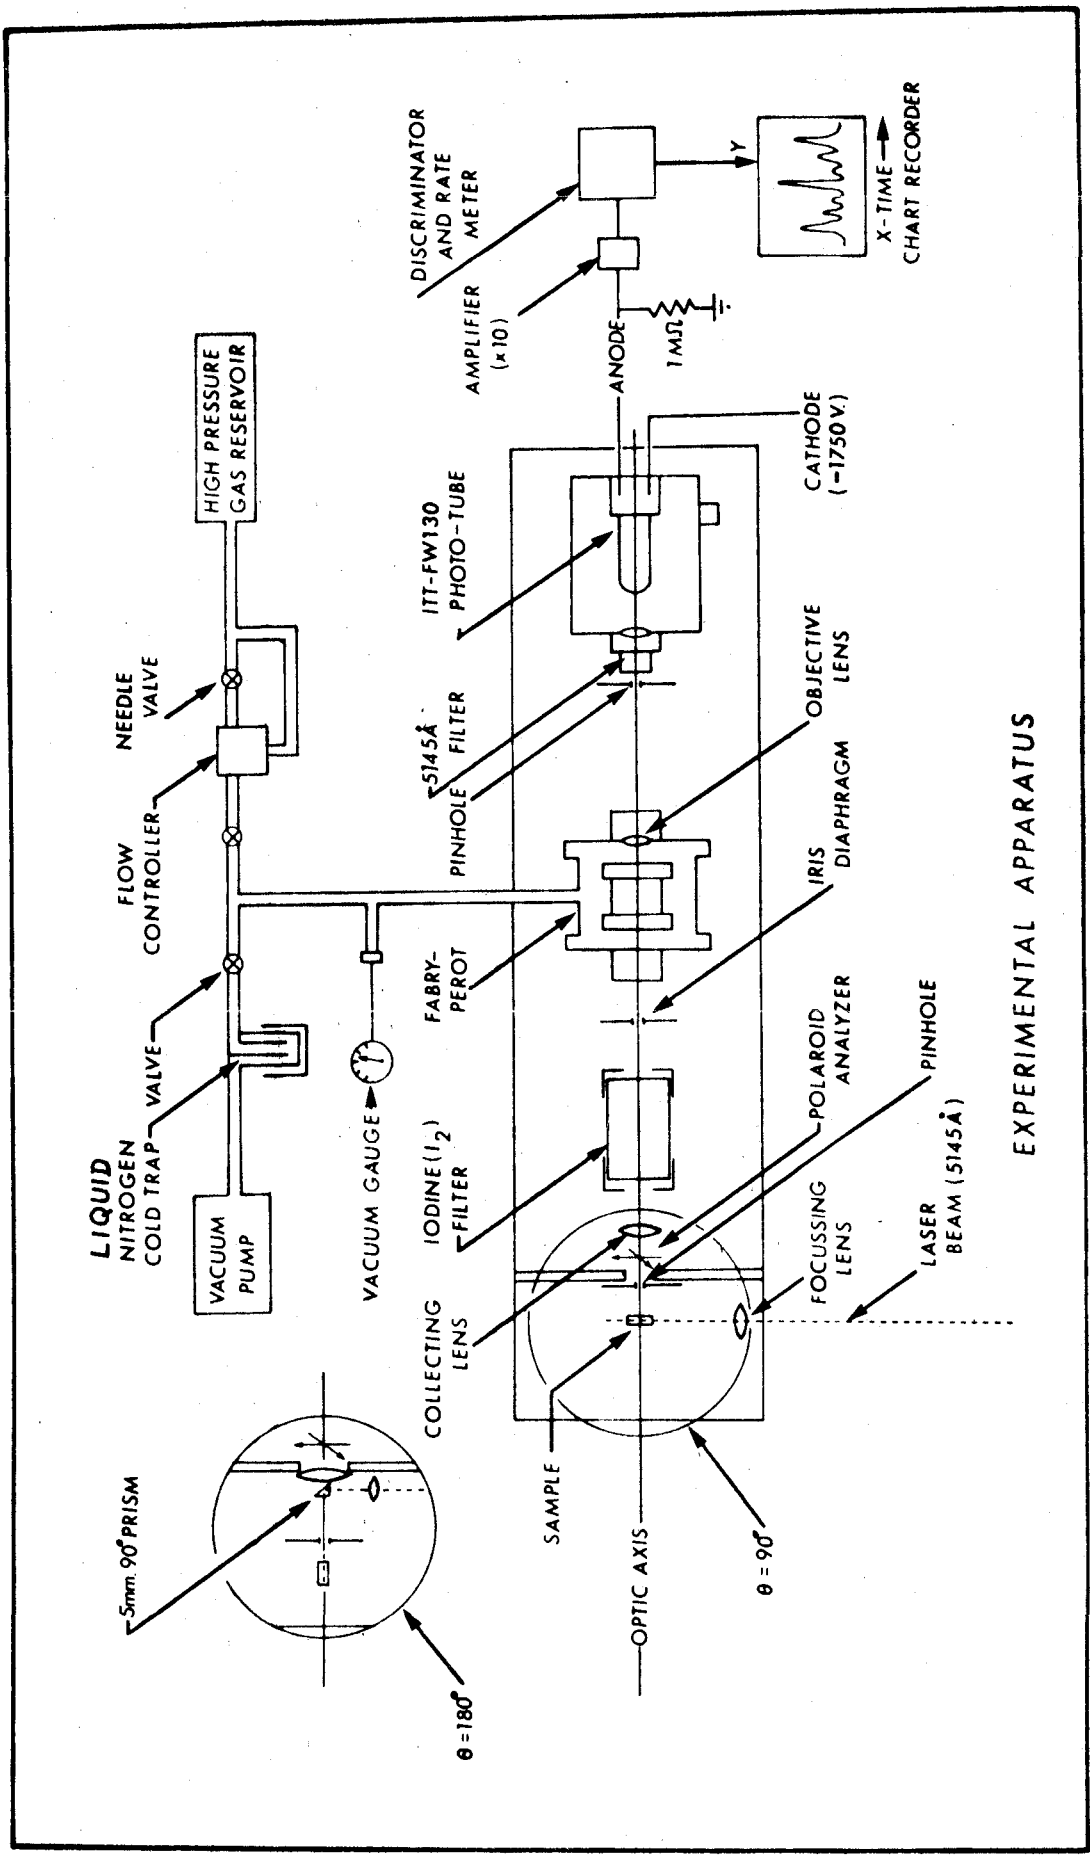 LIQUID
NITROGEN
COLD TRAP
VALVE
FLOW
CONTROLLER
NEEDLE
VALVE
VACUUM
PUMP
HIGH PRESSURE
GAS RESERVOIR
VACUUM GAUGE
5mm. 90° PRISM
θ = 180°
COLLECTING
LENS
IODINE (I2)
FILTER
FABRY-
PEROT
PINHOLE
5145Å
FILTER
ITT-FW130
PHOTO-TUBE
AMPLIFIER
(x10)
DISCRIMINATOR
AND RATE
METER
SAMPLE
OPTIC AXIS
ANODE
1MΩ
Y
X-TIME
CHART RECORDER
θ = 90°
FOCUSSING
LENS
POLAROID
ANALYZER
IRIS
DIAPHRAGM
OBJECTIVE
LENS
CATHODE
(-1750V.)
LASER
BEAM (5145Å)
PINHOLE
EXPERIMENTAL APPARATUS